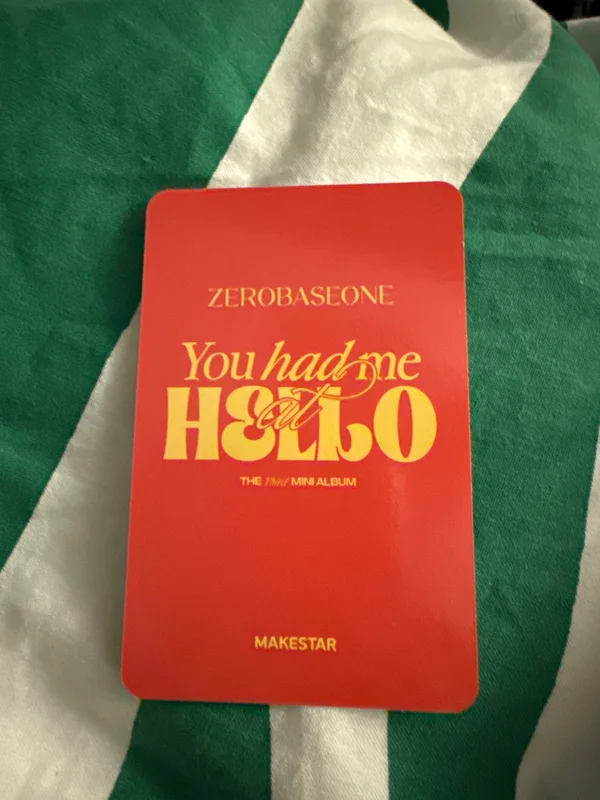 ZEROBASEONE
You had me
at
HELLO
THE Third MINI ALBUM
MAKESTAR